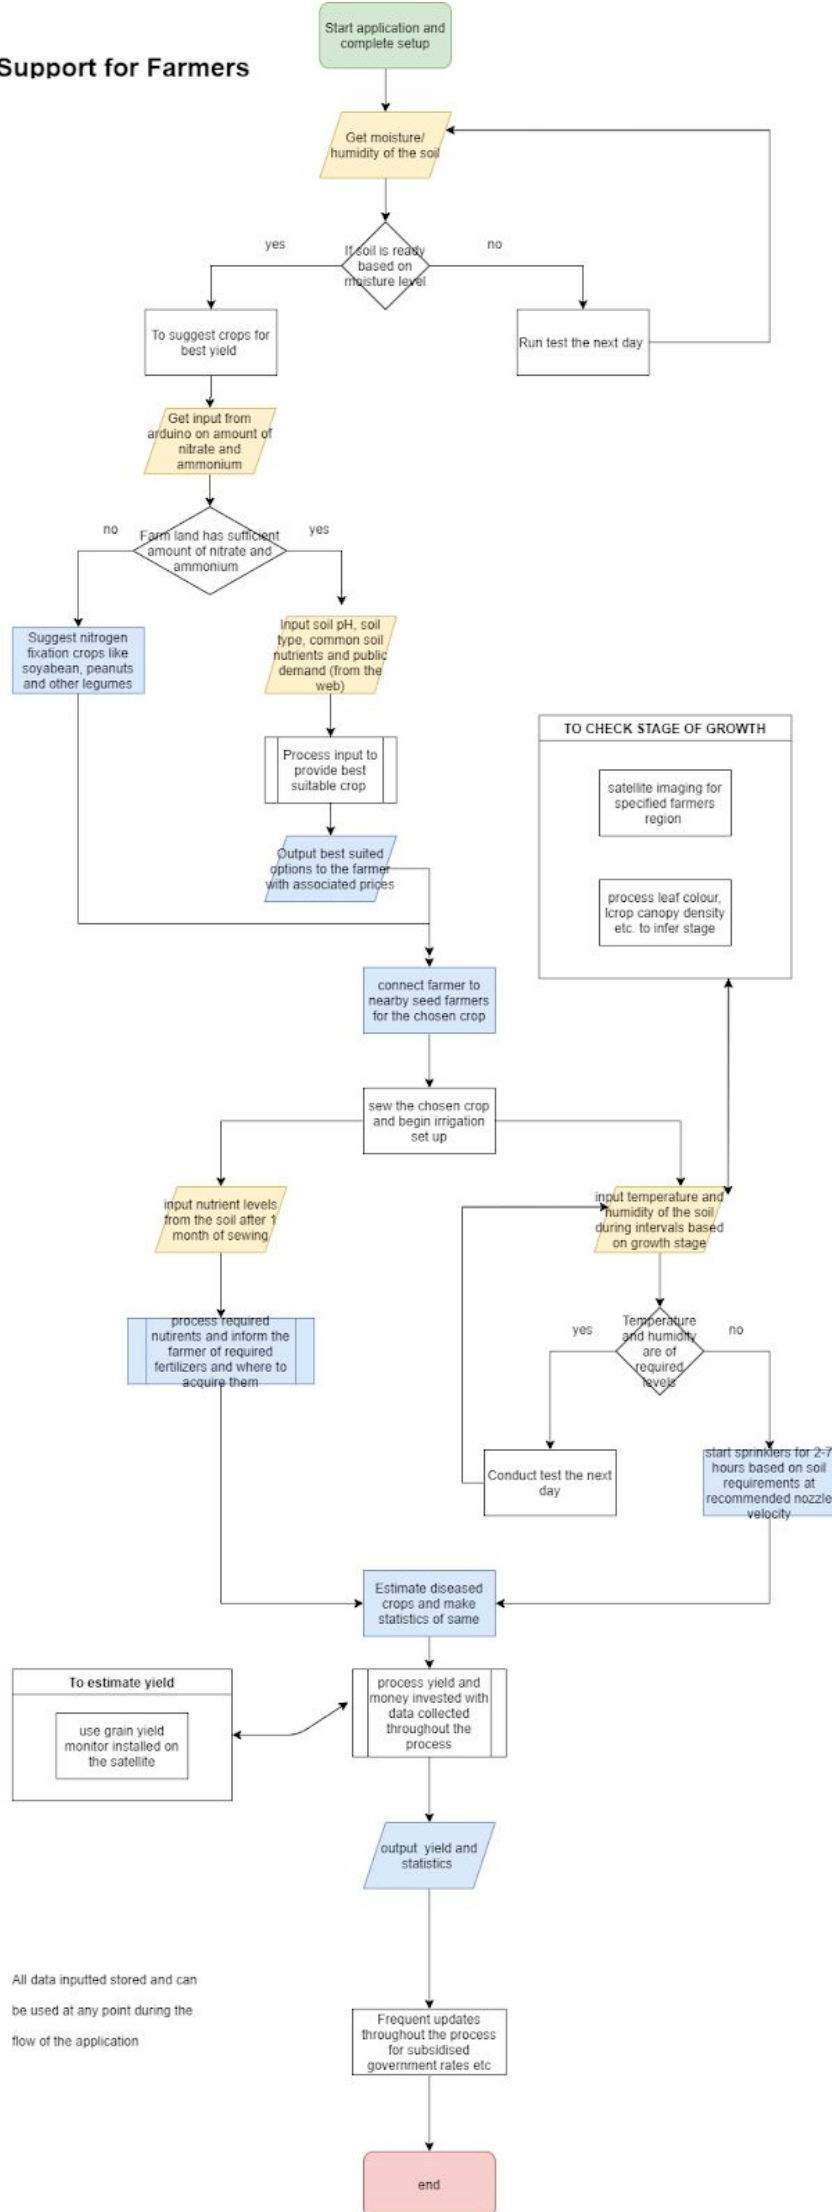 Start application and
complete setup
Support for Farmers
Get moisture/
humidity of the soil
yes
If soil is ready
based on
moisture level
no
To suggest crops for
best yield
Run test the next day
Get input from
arduino on amount of
nitrate and
ammonium
no
Farm land has sufficient
amount of nitrate and
ammonium
yes
Suggest nitrogen
fixation crops like
soyabean, peanuts
and other legumes
Input soil pH, soil
type, common soil
nutrients and public
demand (from the
web)
Process input to
provide best
suitable crop
Output best suited
options to the farmer
with associated prices
TO CHECK STAGE OF GROWTH
satellite imaging for
specified farmers
region
process leaf colour,
lcrop canopy density
etc. to infer stage
connect farmer to
nearby seed farmers
for the chosen crop
sew the chosen crop
and begin irrigation
set up
input nutrient levels
from the soil after 1
month of sewing
input temperature and
humidity of the soil
during intervals based
on growth stage
process required
nutirents and inform the
farmer of required
fertilizers and where to
acquire them
yes
Temperature
and humidity
are of
required
levels
no
Conduct test the next
day
start sprinklers for 2-7
hours based on soil
requirements at
recommended nozzle
velocity
Estimate diseased
crops and make
statistics of same
To estimate yield
use grain yield
monitor installed on
the satellite
process yield and
money invested with
data collected
throughout the
process
output yield and
statistics
All data inputted stored and can
be used at any point during the
flow of the application
Frequent updates
throughout the process
for subsidised
government rates etc
end